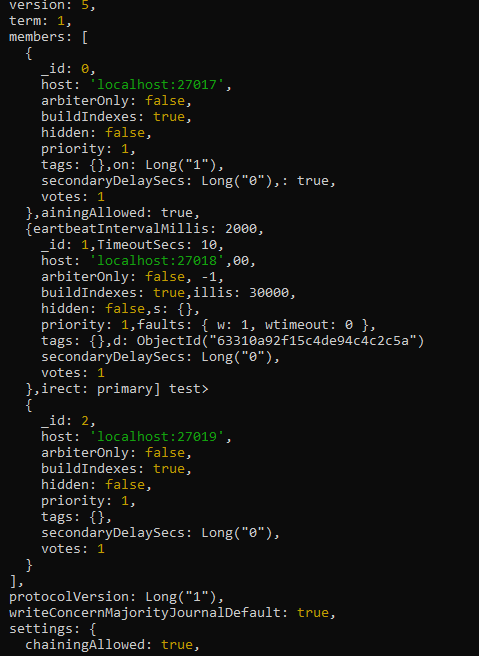 version: 5,
term: 1,
members: [
{
_id: 0,
host: 'localhost:27017',
arbiterOnly: false,
buildIndexes: true,
hidden: false,
priority: 1,
tags: {},on: Long("1"),
secondaryDelaySecs: Long("0"),: true,
votes: 1
},ainingAllowed: true,
{eartbeatIntervalMillis: 2000,
_id: 1,TimeoutSecs: 10,
host: 'localhost:27018',00,
arbiterOnly: false, -1,
buildIndexes: true,illis: 30000,
hidden: false,s: {},
priority: 1,faults: { w: 1, wtimeout: 0 },
tags: {},d: ObjectId("63310a92f15c4de94c4c2c5a")
secondaryDelaySecs: Long("0"),
votes: 1
},irect: primary] test>
{
_id: 2,
host: 'localhost:27019',
arbiterOnly: false,
buildIndexes: true,
hidden: false,
priority: 1,
tags: {},
secondaryDelaySecs: Long("0"),
votes: 1
}
],
protocolVersion: Long("1"),
writeConcernMajorityJournalDefault: true,
settings: {
chainingAllowed: true,